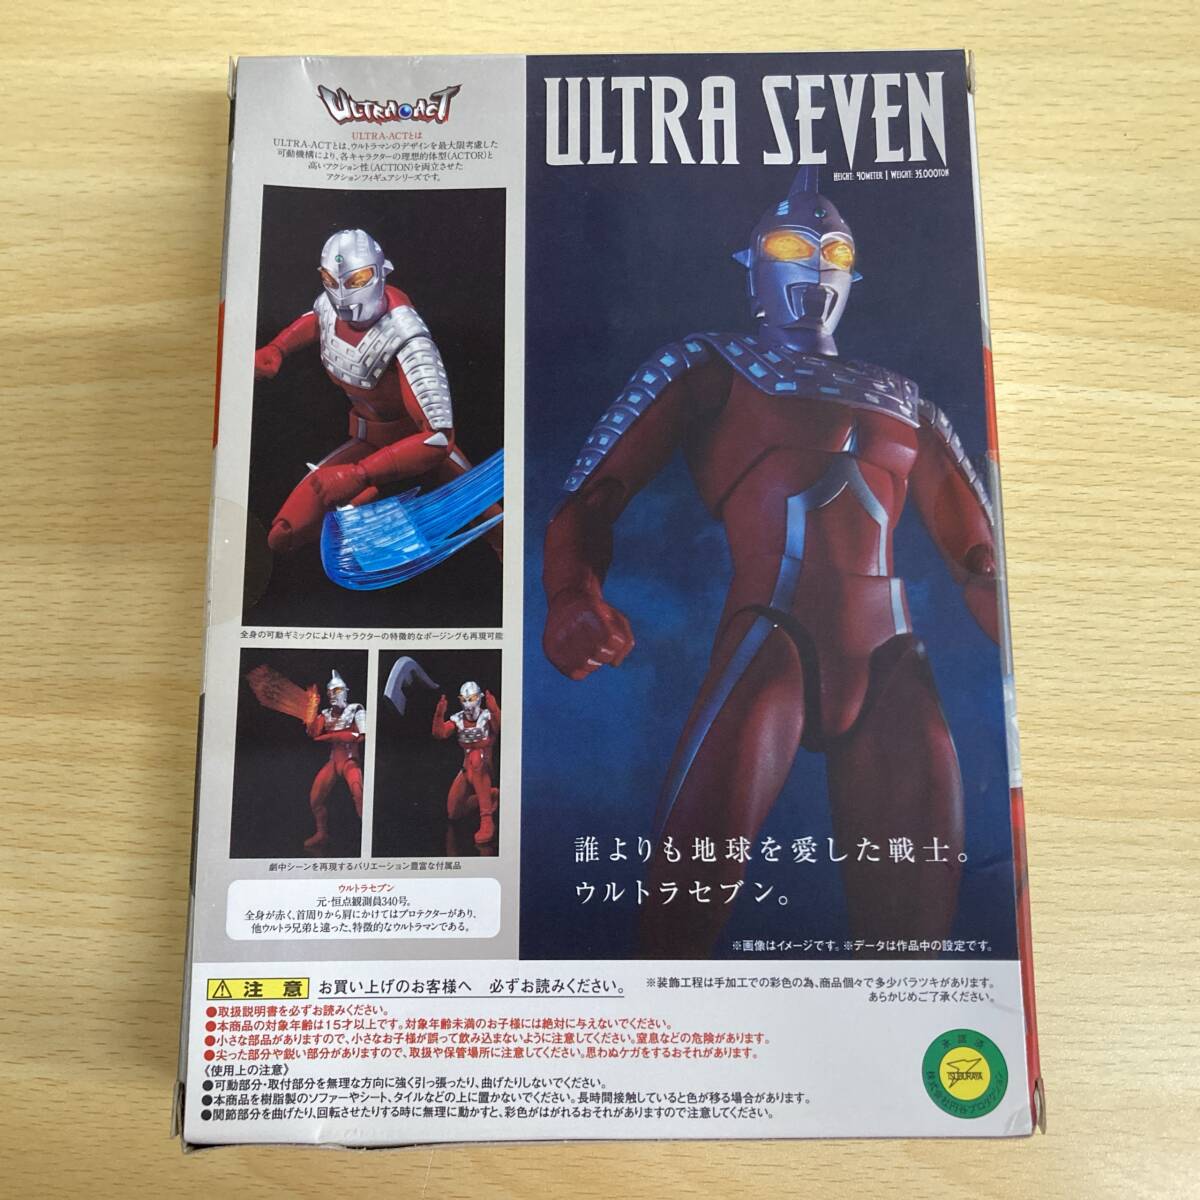 ULTRA-ACT
ULTRA-ACTとは
ULTRA-ACTとは、ウルトラマンのデザインを最大限考慮した
可動機構により、各キャラクターの理想的体型(ACTOR)と
高いアクション性(ACTION)を両立させた
アクションフィギュアシリーズです。
全身の可動ギミックによりキャラクターの特徴的なポージングも再現可能
劇中シーンを再現するバリエーション豊富な付属品
ウルトラセブン
元・恒点観測員340号。
全身が赤く、首周りから肩にかけてはプロテクターがあり、
他ウルトラ兄弟と違った、特徴的なウルトラマンである。
ULTRA SEVEN
HEIGHT: 40METER | WEIGHT: 35,000TON
誰よりも地球を愛した戦士。
ウルトラセブン。
※画像はイメージです。※データは作品中の設定です。
注意 お買い上げのお客様へ 必ずお読みください。
※装飾工程は手加工での彩色の為、商品個々で多少バラツキがあります。
あらかじめご了承ください。
●取扱説明書を必ずお読みください。
●本商品の対象年齢は15才以上です。対象年齢未満のお子様には絶対に与えないでください。
●小さな部品がありますので、小さなお子様が誤って飲み込まないように注意してください。窒息などの危険があります。
●尖った部分や鋭い部分がありますので、取扱や保管場所に注意してください。思わぬケガをするおそれがあります。
《使用上の注意》
●可動部分・取付部分を無理な方向に強く引っ張ったり、曲げたりしないでください。
●本商品を樹脂製のソファーやシート、タイルなどの上に置かないでください。長時間接触していると色が移る場合があります。
●関節部分を曲げたり、回転させたりする時に無理に動かすと、彩色がはがれるおそれがありますので注意してください。
承認済
TSUBURAYA
株式会社円谷プロダクション